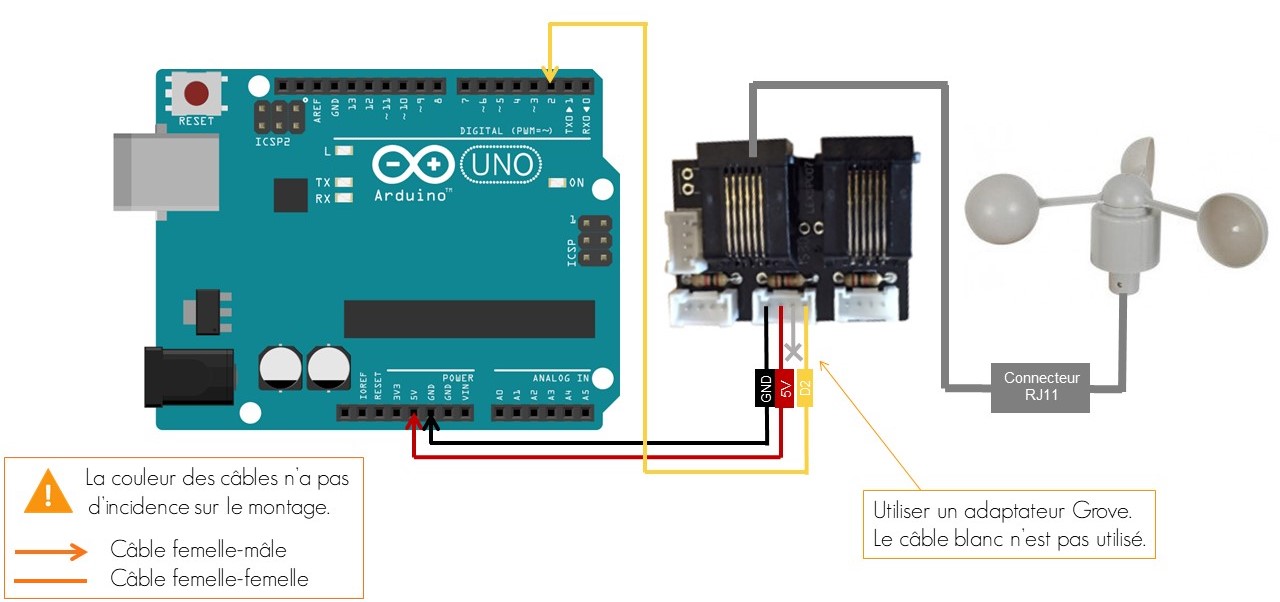 RESET
ICSP2
AREF
GND
13
12
~11
~10
~9
8
7
~6
~5
4
~3
2
TX0▶1
RX0◀0
DIGITAL (PWM=~)
L
TX
RX
UNO
Arduino™
ON
1
ICSP
IOREF
RESET
3V3
5V
GND
GND
VIN
POWER
ANALOG IN
A0
A1
A2
A3
A4
A5
GND
5V
D2
Connecteur
RJ11
La couleur des câbles n'a pas
d'incidence sur le montage.
Câble femelle-mâle
Câble femelle-femelle
Utiliser un adaptateur Grove.
Le câble blanc n'est pas utilisé.